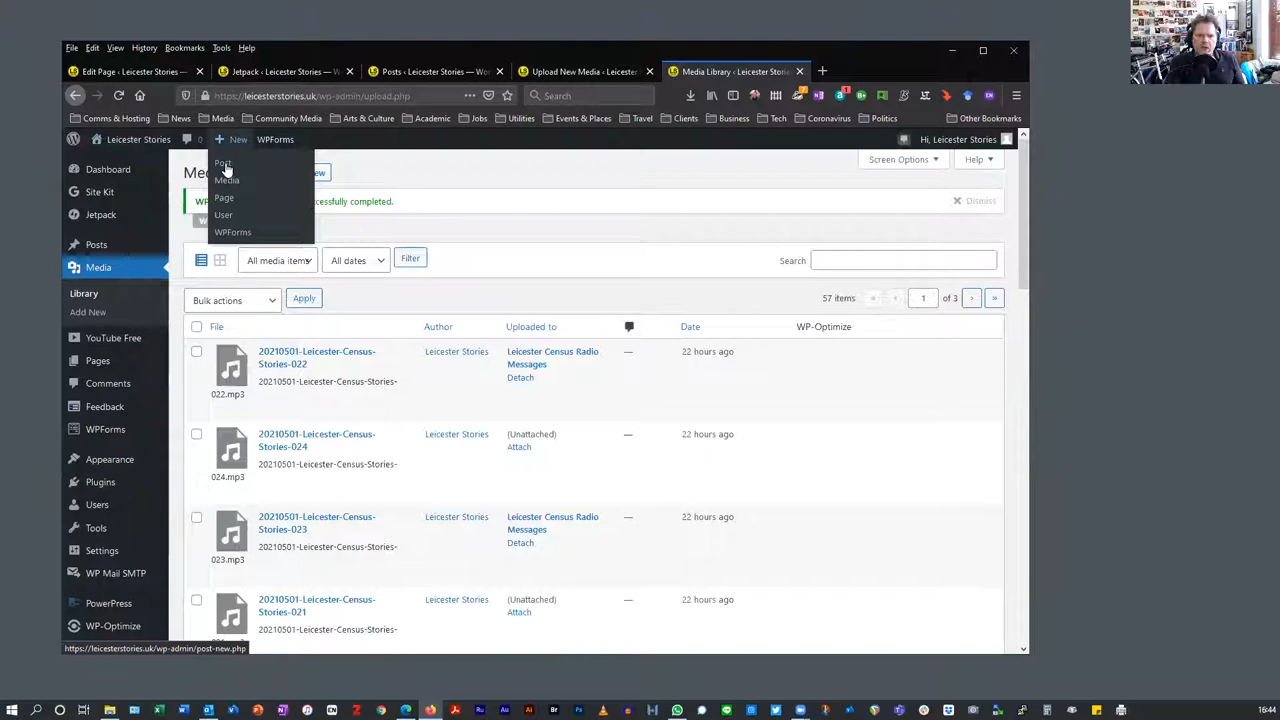 File Edit View History Bookmarks Tools Help
Edit Page ‹ Leicester Stories —
Jetpack ‹ Leicester Stories — W
Posts ‹ Leicester Stories — Wo
Upload New Media ‹ Leicester
Media Library ‹ Leicester Storie
https://leicesterstories.uk/wp-admin/upload.php
Search
Comms & Hosting News Media Community Media Arts & Culture Academic Jobs Utilities Events & Places Travel Clients Business Tech Coronavirus Politics Other Bookmarks
Leicester Stories 0 New WPForms Hi, Leicester Stories
Post
Media
Page
User
WPForms
Screen Options Help
Dashboard
Site Kit
Jetpack
Posts
Media
Library
Add New
YouTube Free
Pages
Comments
Feedback
WPForms
Appearance
Plugins
Users
Tools
Settings
WP Mail SMTP
PowerPress
WP-Optimize
Med ew
WP ccessfully completed. Dismiss
W
All media items All dates Filter Search
Bulk actions Apply 57 items « ‹ 1 of 3 › »
File Author Uploaded to Date WP-Optimize
20210501-Leicester-Census-Stories-022
20210501-Leicester-Census-Stories-
022.mp3
Leicester Stories
Leicester Census Radio Messages
Detach
—
22 hours ago
20210501-Leicester-Census-Stories-024
20210501-Leicester-Census-Stories-
024.mp3
Leicester Stories
(Unattached)
Attach
—
22 hours ago
20210501-Leicester-Census-Stories-023
20210501-Leicester-Census-Stories-
023.mp3
Leicester Stories
Leicester Census Radio Messages
Detach
—
22 hours ago
20210501-Leicester-Census-Stories-021
20210501-Leicester-Census-Stories-
Leicester Stories
(Unattached)
Attach
—
22 hours ago
https://leicesterstories.uk/wp-admin/post-new.php
16:44